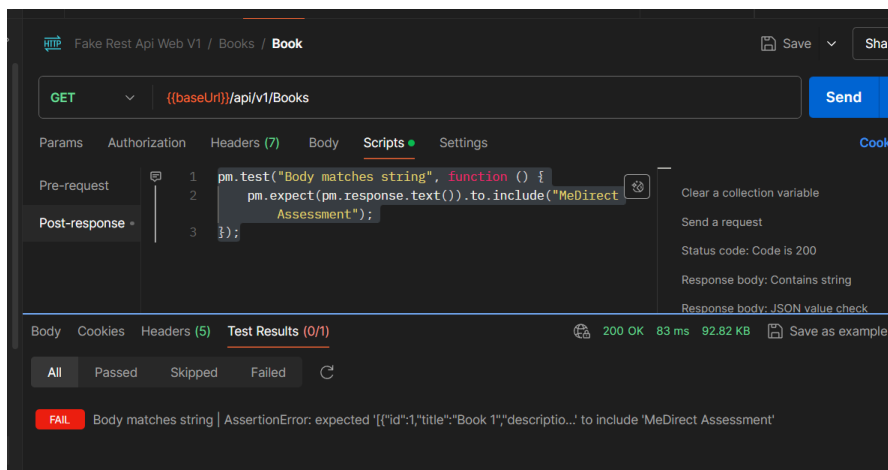 HTTP Fake Rest Api Web V1 / Books / Book Save Sha
GET {{baseUrl}}/api/v1/Books Send
Params Authorization Headers (7) Body Scripts Settings Cook
Pre-request
Post-response
1 pm.test("Body matches string", function () {
2 pm.expect(pm.response.text()).to.include("MeDirect
Assessment");
3 });
Clear a collection variable
Send a request
Status code: Code is 200
Response body: Contains string
Response body: JSON value check
Body Cookies Headers (5) Test Results (0/1) 200 OK 83 ms 92.82 KB Save as example
All Passed Skipped Failed
FAIL Body matches string | AssertionError: expected '[{"id":1,"title":"Book 1","descriptio...' to include 'MeDirect Assessment'